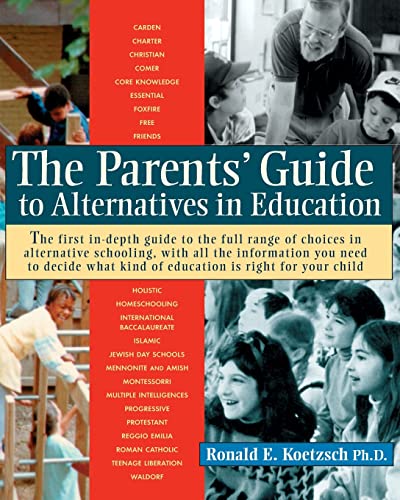 CARDEN
CHARTER
CHRISTIAN
COMER
CORE KNOWLEDGE
ESSENTIAL
FOXFIRE
FREE
FRIENDS
The Parents' Guide
to Alternatives in Education
The first in-depth guide to the full range of choices in
alternative schooling, with all the information you need
to decide what kind of education is right for your child
HOLISTIC
HOMESCHOOLING
INTERNATIONAL
BACCALAUREATE
ISLAMIC
JEWISH DAY SCHOOLS
MENNONITE AND AMISH
MONTESSORI
MULTIPLE INTELLIGENCES
PROGRESSIVE
PROTESTANT
REGGIO EMILIA
ROMAN CATHOLIC
TEENAGE LIBERATION
WALDORF
Ronald E. Koetzsch Ph.D.